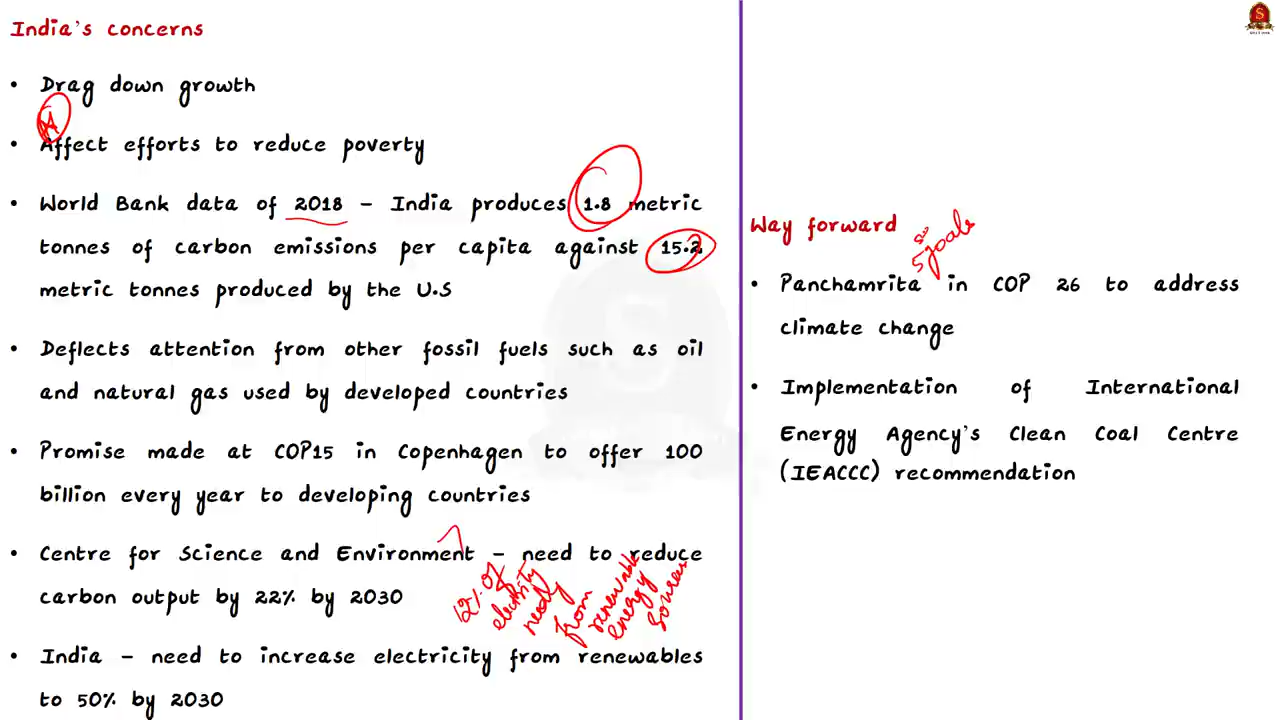 India's concerns
• Drag down growth
• Affect efforts to reduce poverty
• World Bank data of 2018 – India produces 1.8 metric
tonnes of carbon emissions per capita against 15.2
metric tonnes produced by the U.S
• Deflects attention from other fossil fuels such as oil
and natural gas used by developed countries
• Promise made at COP15 in Copenhagen to offer 100
billion every year to developing countries
• Centre for Science and Environment – need to reduce
carbon output by 22% by 2030
12% of
electricity
needs
from
renewable
energy
sources
• India – need to increase electricity from renewables
to 50% by 2030
Way forward
5 goals
• Panchamrita in COP 26 to address
climate change
• Implementation of International
Energy Agency's Clean Coal Centre
(IEACCC) recommendation